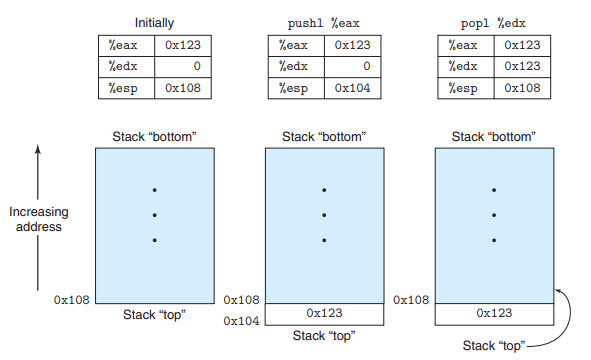 Initially
%eax 0x123
%edx 0
%esp 0x108
pushl %eax
%eax 0x123
%edx 0
%esp 0x104
popl %edx
%eax 0x123
%edx 0x123
%esp 0x108
Increasing
address
Stack “bottom”
0x108
Stack “top”
Stack “bottom”
0x108
0x104
0x123
Stack “top”
Stack “bottom”
0x108
0x123
Stack “top”